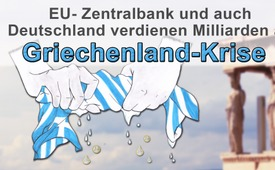 EU- Zentralbank und auch
Deutschland verdienen Milliarden
Griechenland-Krise